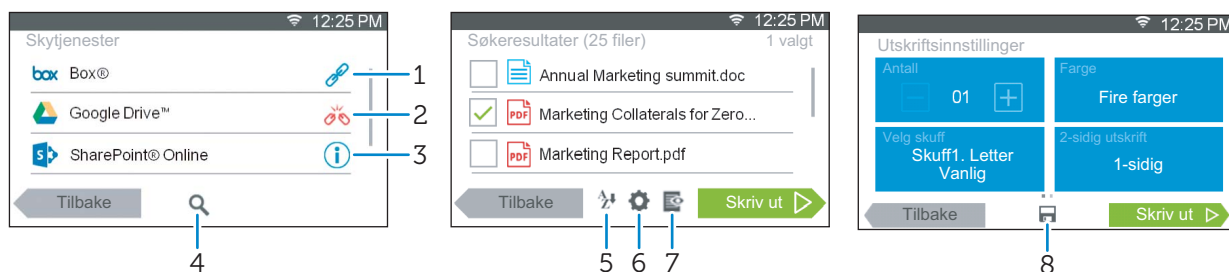 12:25 PM
Skytjenester
box Box®
1
Google Drive™
2
S SharePoint® Online
i
3
Tilbake
4
12:25 PM
Søkeresultater (25 filer) 1 valgt
Annual Marketing summit.doc
PDF Marketing Collaterals for Zero...
PDF Marketing Report.pdf
Tilbake
A
Z
Skriv ut
5 6 7
12:25 PM
Utskriftsinnstillinger
Antall
01
Farge
Fire farger
Velg skuff
Skuff1. Letter
Vanlig
2-sidig utskrift
1-sidig
Tilbake
Skriv ut
8